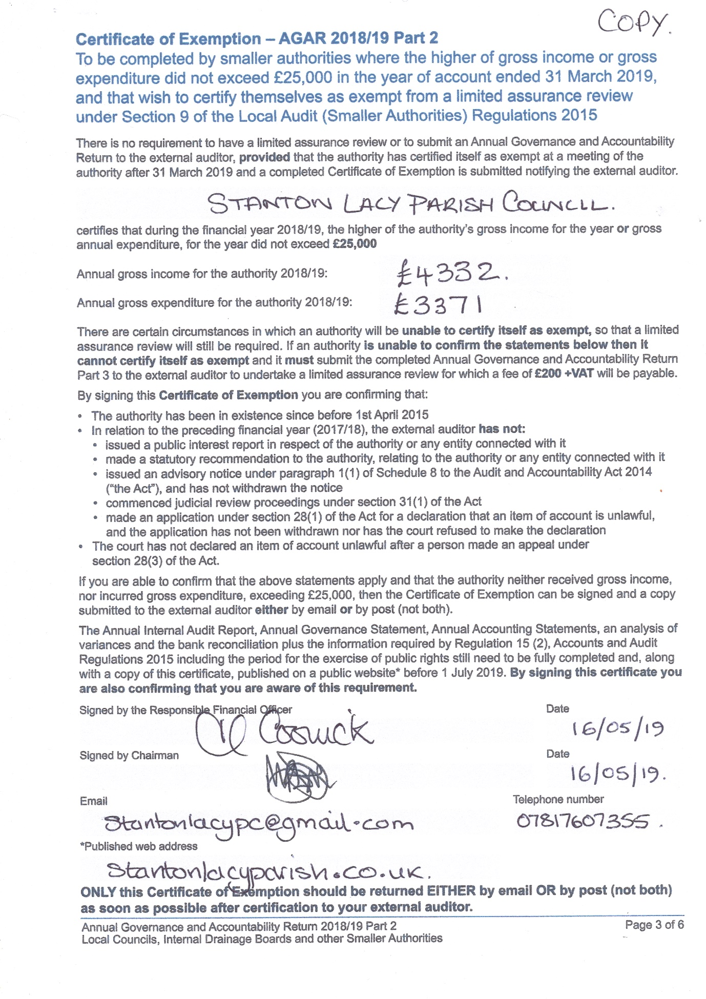 COPY.
Certificate of Exemption – AGAR 2018/19 Part 2
To be completed by smaller authorities where the higher of gross income or gross
expenditure did not exceed £25,000 in the year of account ended 31 March 2019,
and that wish to certify themselves as exempt from a limited assurance review
under Section 9 of the Local Audit (Smaller Authorities) Regulations 2015
There is no requirement to have a limited assurance review or to submit an Annual Governance and Accountability
Return to the external auditor, provided that the authority has certified itself as exempt at a meeting of the
authority after 31 March 2019 and a completed Certificate of Exemption is submitted notifying the external auditor.
STANTON LACY PARISH COUNCIL.
certifies that during the financial year 2018/19, the higher of the authority's gross income for the year or gross
annual expenditure, for the year did not exceed £25,000
Annual gross income for the authority 2018/19: £4332.
Annual gross expenditure for the authority 2018/19: £3371
There are certain circumstances in which an authority will be unable to certify itself as exempt, so that a limited
assurance review will still be required. If an authority is unable to confirm the statements below then it
cannot certify itself as exempt and it must submit the completed Annual Governance and Accountability Return
Part 3 to the external auditor to undertake a limited assurance review for which a fee of £200 +VAT will be payable.
By signing this Certificate of Exemption you are confirming that:
• The authority has been in existence since before 1st April 2015
• In relation to the preceding financial year (2017/18), the external auditor has not:
• issued a public interest report in respect of the authority or any entity connected with it
• made a statutory recommendation to the authority, relating to the authority or any entity connected with it
• issued an advisory notice under paragraph 1(1) of Schedule 8 to the Audit and Accountability Act 2014
("the Act"), and has not withdrawn the notice
• commenced judicial review proceedings under section 31(1) of the Act
• made an application under section 28(1) of the Act for a declaration that an item of account is unlawful,
and the application has not been withdrawn nor has the court refused to make the declaration
• The court has not declared an item of account unlawful after a person made an appeal under
section 28(3) of the Act.
If you are able to confirm that the above statements apply and that the authority neither received gross income,
nor incurred gross expenditure, exceeding £25,000, then the Certificate of Exemption can be signed and a copy
submitted to the external auditor either by email or by post (not both).
The Annual Internal Audit Report, Annual Governance Statement, Annual Accounting Statements, an analysis of
variances and the bank reconciliation plus the information required by Regulation 15 (2), Accounts and Audit
Regulations 2015 including the period for the exercise of public rights still need to be fully completed and, along
with a copy of this certificate, published on a public website* before 1 July 2019. By signing this certificate you
are also confirming that you are aware of this requirement.
Signed by the Responsible Financial Officer Date
16/05/19
Signed by Chairman Date
16/05/19.
Email Telephone number
stantonlacypc@gmail.com 07817607355.
*Published web address
stantonlacyparish.co.uk.
ONLY this Certificate of Exemption should be returned EITHER by email OR by post (not both)
as soon as possible after certification to your external auditor.
Annual Governance and Accountability Return 2018/19 Part 2 Page 3 of 6
Local Councils, Internal Drainage Boards and other Smaller Authorities